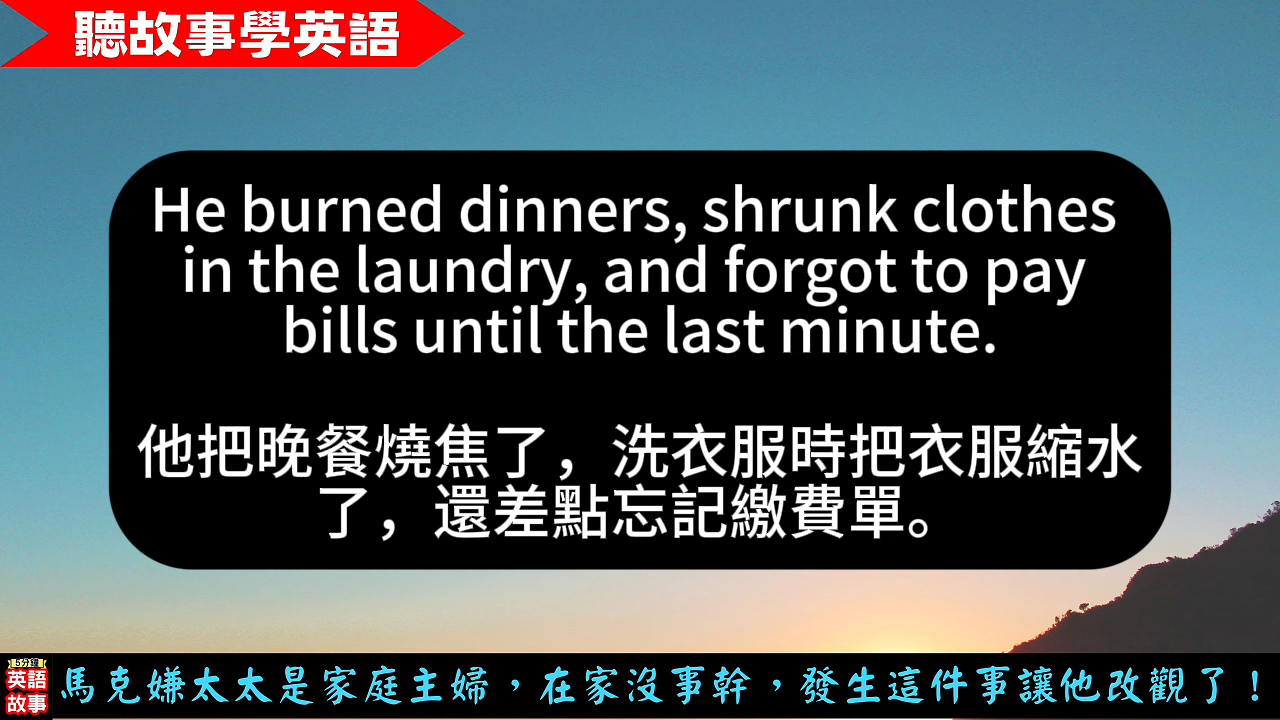 聽故事學英語
He burned dinners, shrunk clothes
in the laundry, and forgot to pay
bills until the last minute.
他把晚餐燒焦了，洗衣服時把衣服縮水
了，還差點忘記繳費單。
5分鐘
英語
故事
馬克嫌太太是家庭主婦，在家沒事幹，發生這件事讓他改觀了！